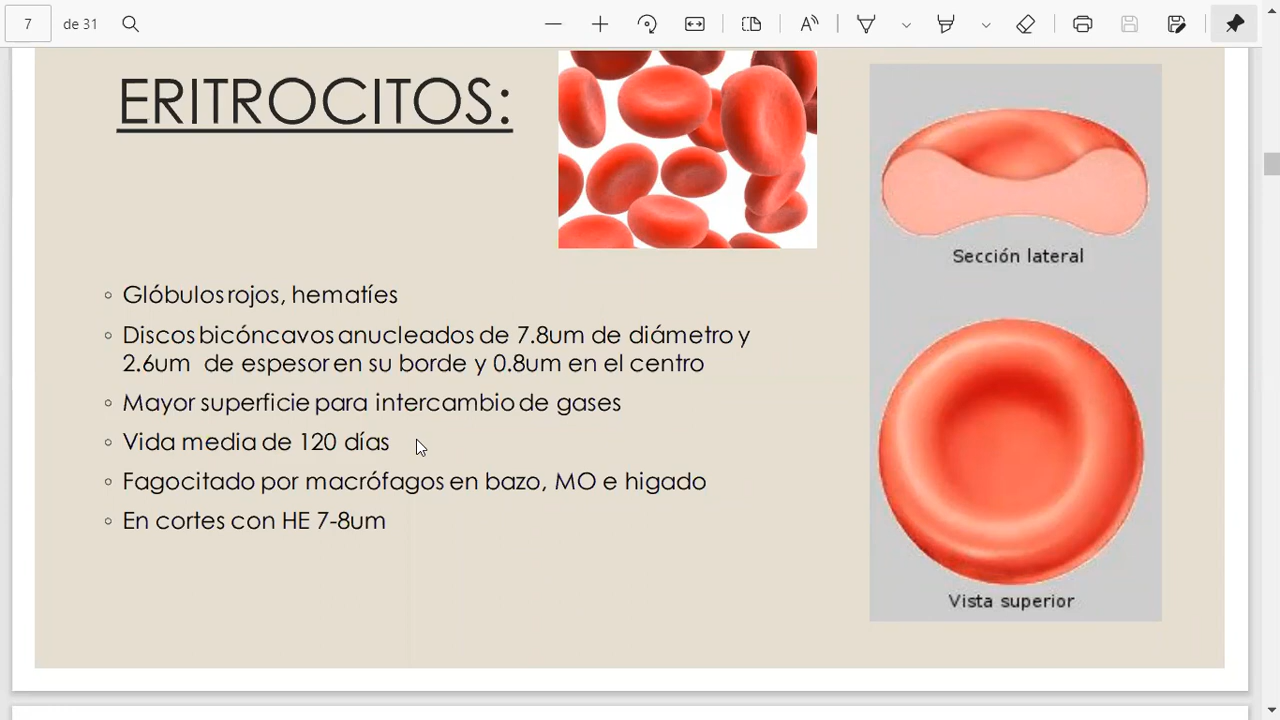 7 de 31
ERITROCITOS:
Glóbulos rojos, hematíes
Discos bicóncavos anucleados de 7.8um de diámetro y
2.6um de espesor en su borde y 0.8um en el centro
Mayor superficie para intercambio de gases
Vida media de 120 días
Fagocitado por macrófagos en bazo, MO e higado
En cortes con HE 7-8um
Sección lateral
Vista superior